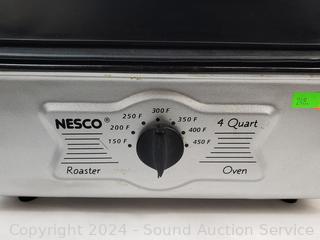 NESCO®
4 Quart
150 F
200 F
250 F
300 F
350 F
400 F
450 F
Roaster
Oven
Copyright 2024 - Sound Auction Service